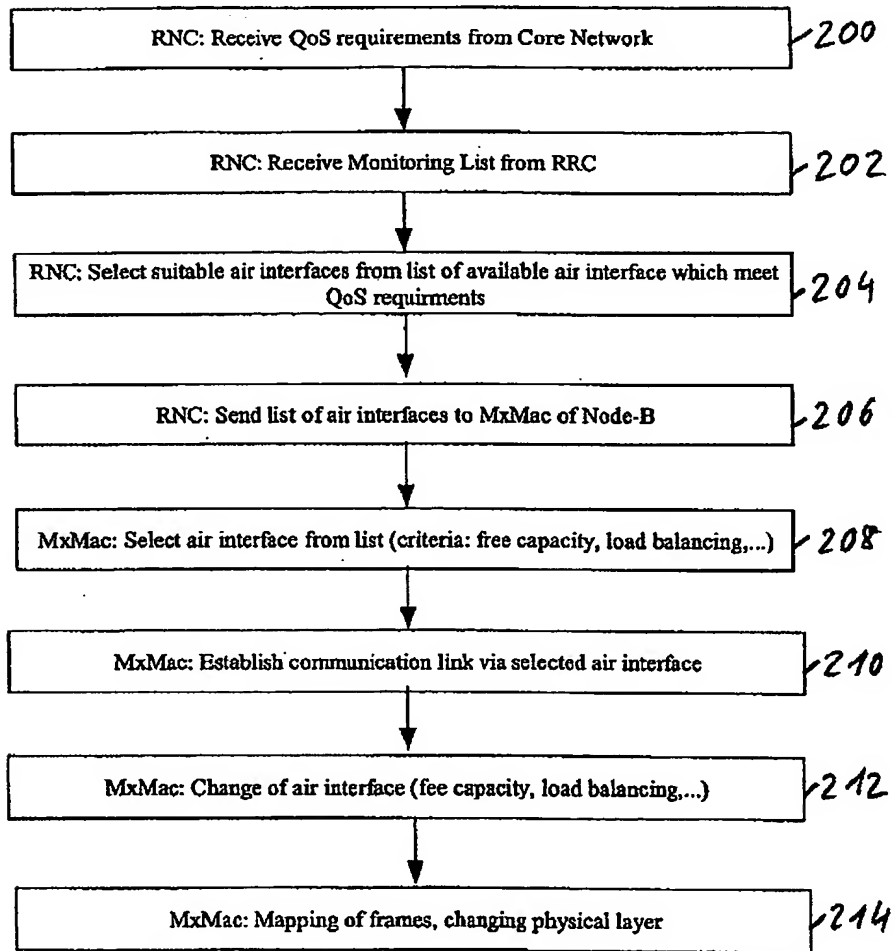 RNC: Receive QoS requirements from Core Network
200
RNC: Receive Monitoring List from RRC
202
RNC: Select suitable air interfaces from list of available air interface which meet
QoS requirments
204
RNC: Send list of air interfaces to MxMac of Node-B
206
MxMac: Select air interface from list (criteria: free capacity, load balancing,...)
208
MxMac: Establish communication link via selected air interface
210
MxMac: Change of air interface (fee capacity, load balancing,...)
212
MxMac: Mapping of frames, changing physical layer
214